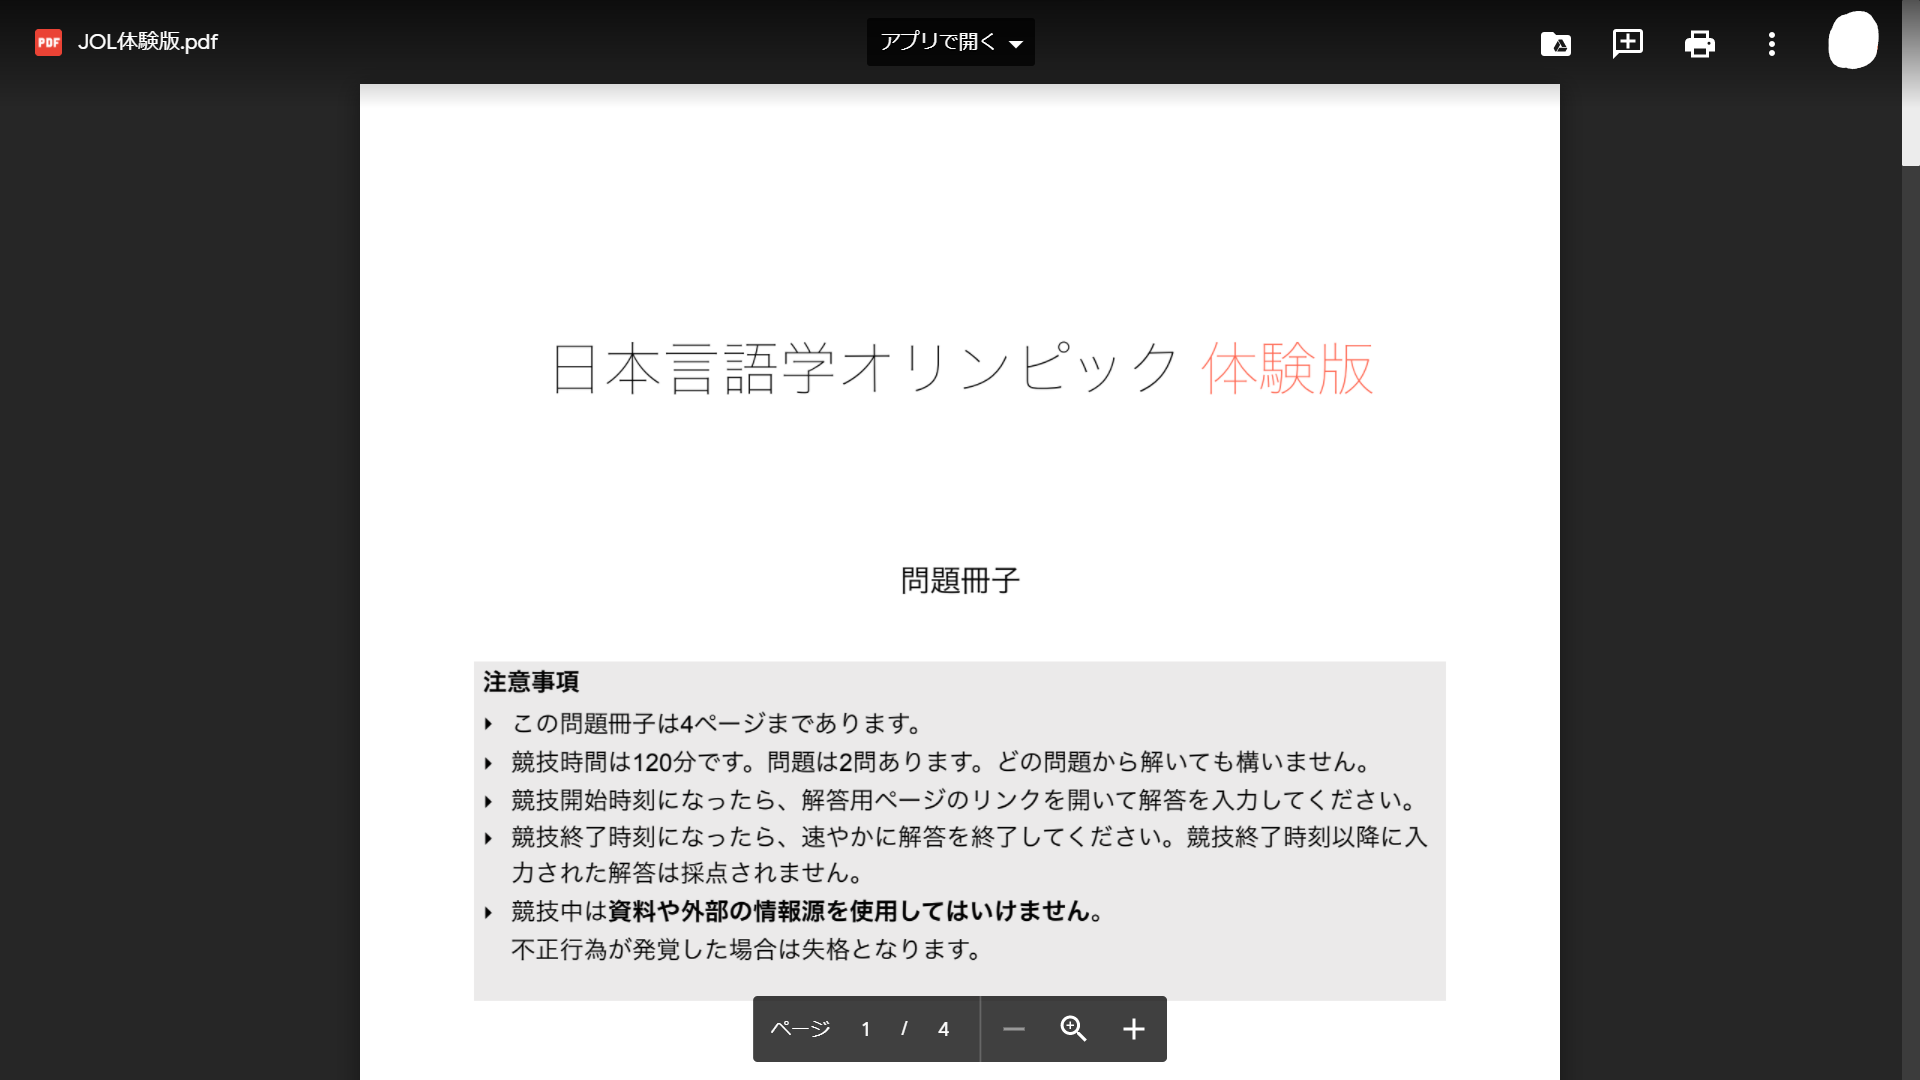 PDF JOL体験版.pdf
アプリで開く
日本言語学オリンピック 体験版
問題冊子
注意事項
この問題冊子は4ページまであります。
競技時間は120分です。問題は2問あります。どの問題から解いても構いません。
競技開始時刻になったら、解答用ページのリンクを開いて解答を入力してください。
競技終了時刻になったら、速やかに解答を終了してください。競技終了時刻以降に入
力された解答は採点されません。
競技中は資料や外部の情報源を使用してはいけません。
不正行為が発覚した場合は失格となります。
ページ 1 / 4